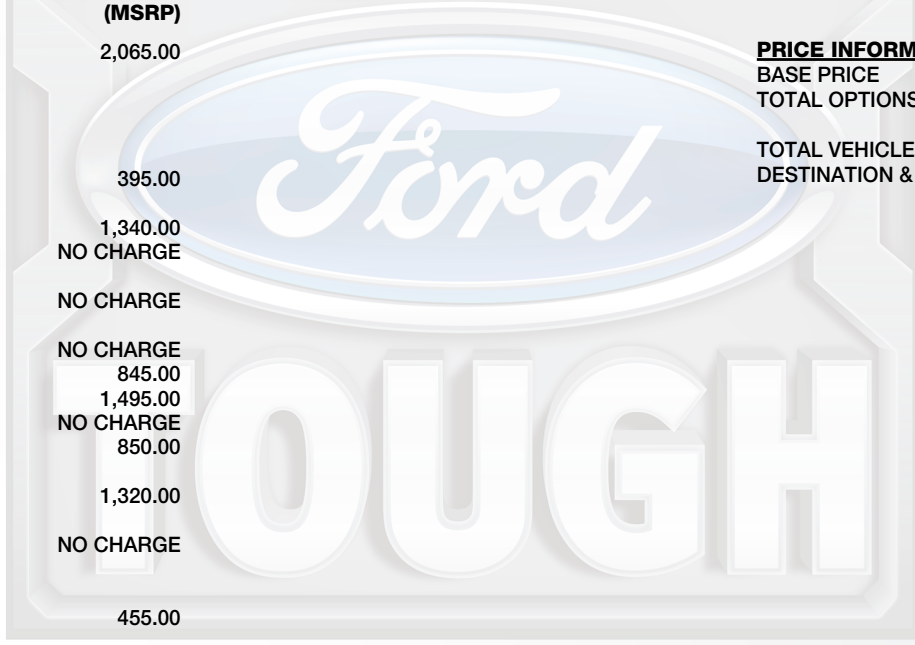 (MSRP)
2,065.00
395.00
1,340.00
NO CHARGE
NO CHARGE
NO CHARGE
845.00
1,495.00
NO CHARGE
850.00
1,320.00
NO CHARGE
455.00
PRICE INFORM
BASE PRICE
TOTAL OPTIONS
TOTAL VEHICLE
DESTINATION &
Ford
TOUGH